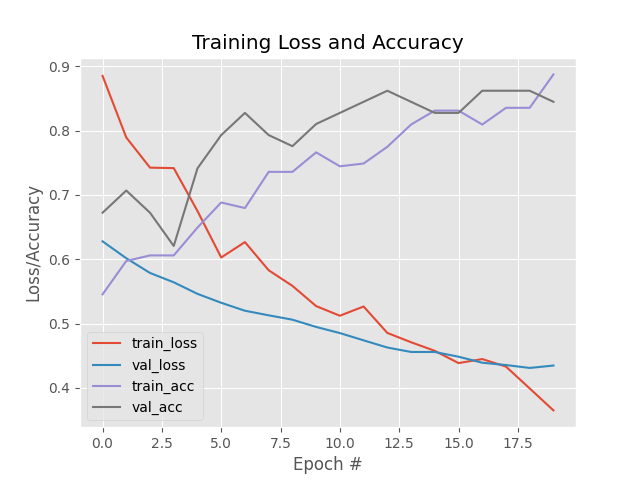 Training Loss and Accuracy
Loss/Accuracy
0.9
0.8
0.7
0.6
0.5
0.4
train_loss
val_loss
train_acc
val_acc
0.0 2.5 5.0 7.5 10.0 12.5 15.0 17.5
Epoch #